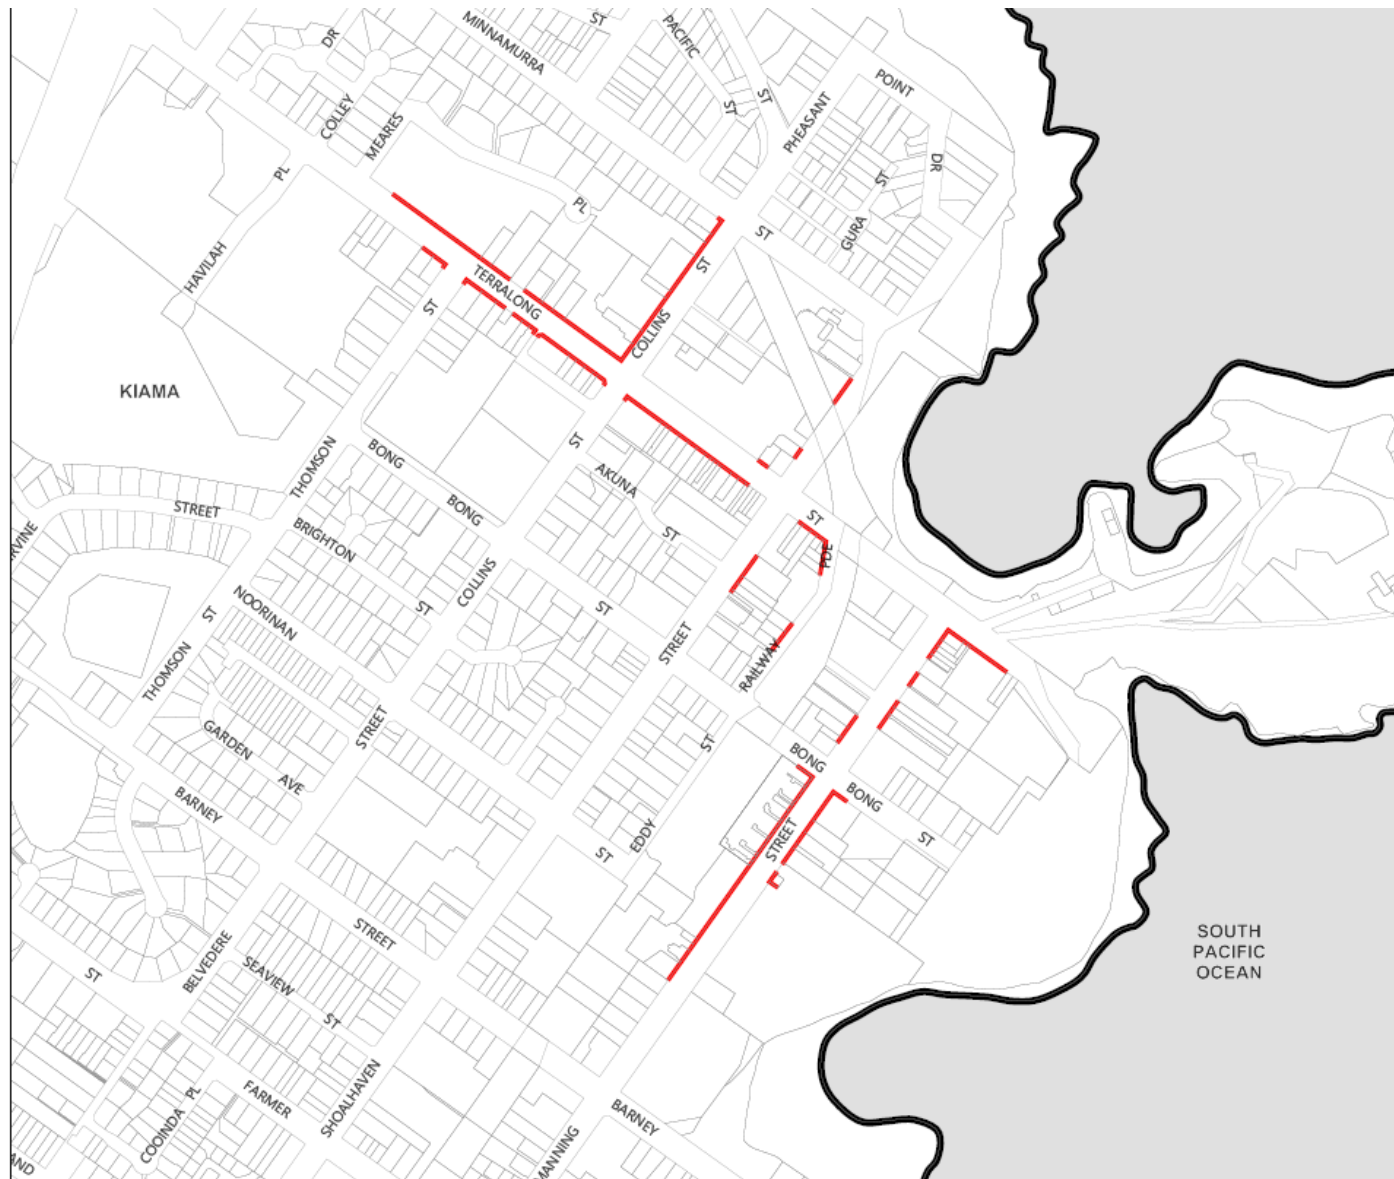 DR
MINNAMURRA
ST
PACIFIC
ST
ST
POINT
PHEASANT
COLLEY
MEARES
DR
PL
ST
PL
GURA
ST
HAVILAH
ST
TERRALONG
ST
COLLINS
KIAMA
ST
BONG
THOMSON
AKUNA
BONG
STREET
ST
ST
IRVINE
BRIGHTON
PDE
COLLINS
NOORINAN
ST
ST
ST
STREET
THOMSON
RAILWAY
GARDEN
STREET
ST
BONG
AVE
BONG
BARNEY
EDDY
STREET
ST
ST
STREET
SOUTH
PACIFIC
OCEAN
BELVEDERE
SEAVIEW
ST
ST
SHOALHAVEN
FARMER
PL
COOINDA
BARNEY
MANNING
AND